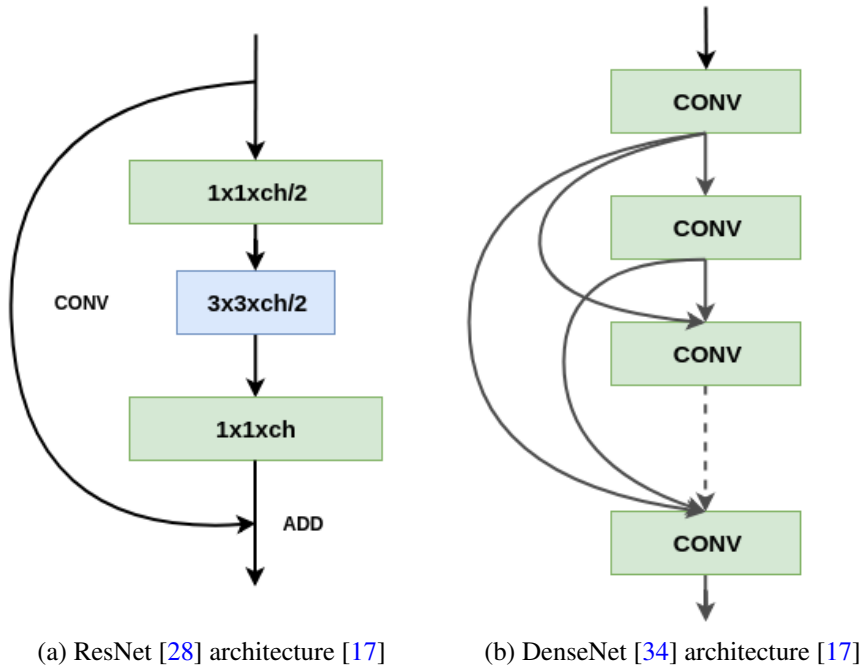 1x1xch/2
CONV
3x3xch/2
1x1xch
ADD
(a) ResNet [28] architecture [17]
CONV
CONV
CONV
CONV
(b) DenseNet [34] architecture [17]